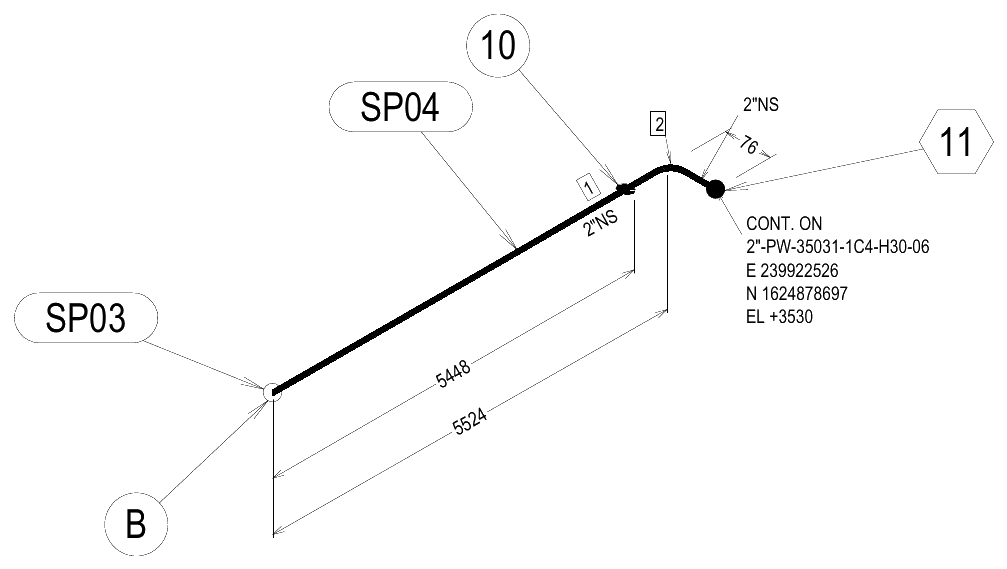 10
SP04
2"NS
2
76
11
1
2"NS
CONT. ON
2"-PW-35031-1C4-H30-06
E 239922526
N 1624878697
EL +3530
SP03
5448
5524
B